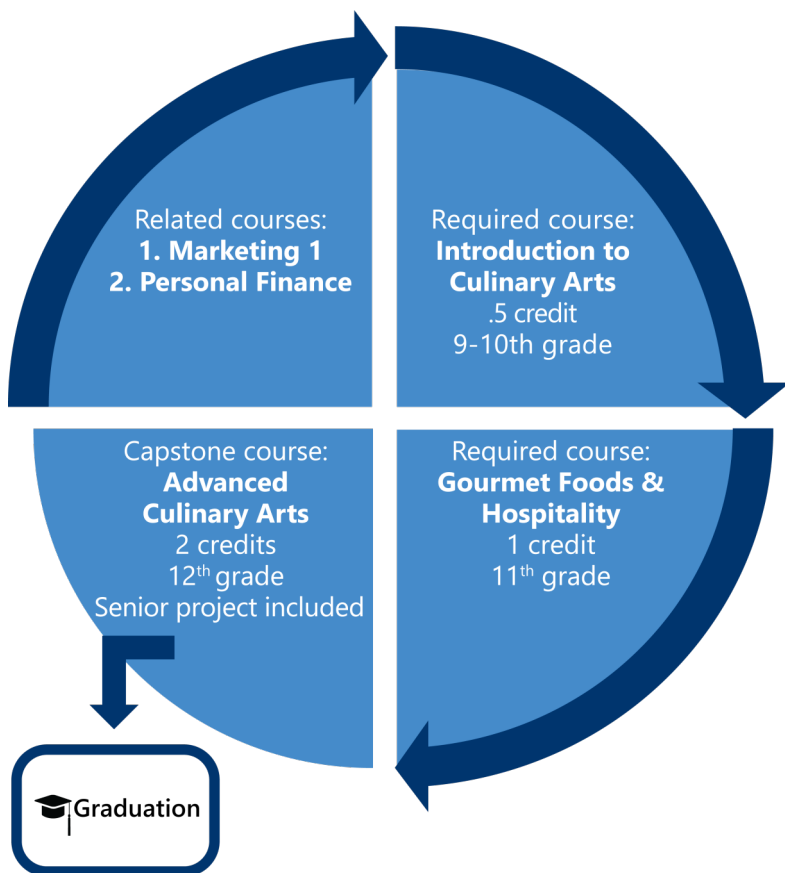 Related courses:
1. Marketing 1
2. Personal Finance
Required course:
Introduction to
Culinary Arts
.5 credit
9-10th grade
Required course:
Gourmet Foods &
Hospitality
1 credit
11th grade
Capstone course:
Advanced
Culinary Arts
2 credits
12th grade
Senior project included
Graduation